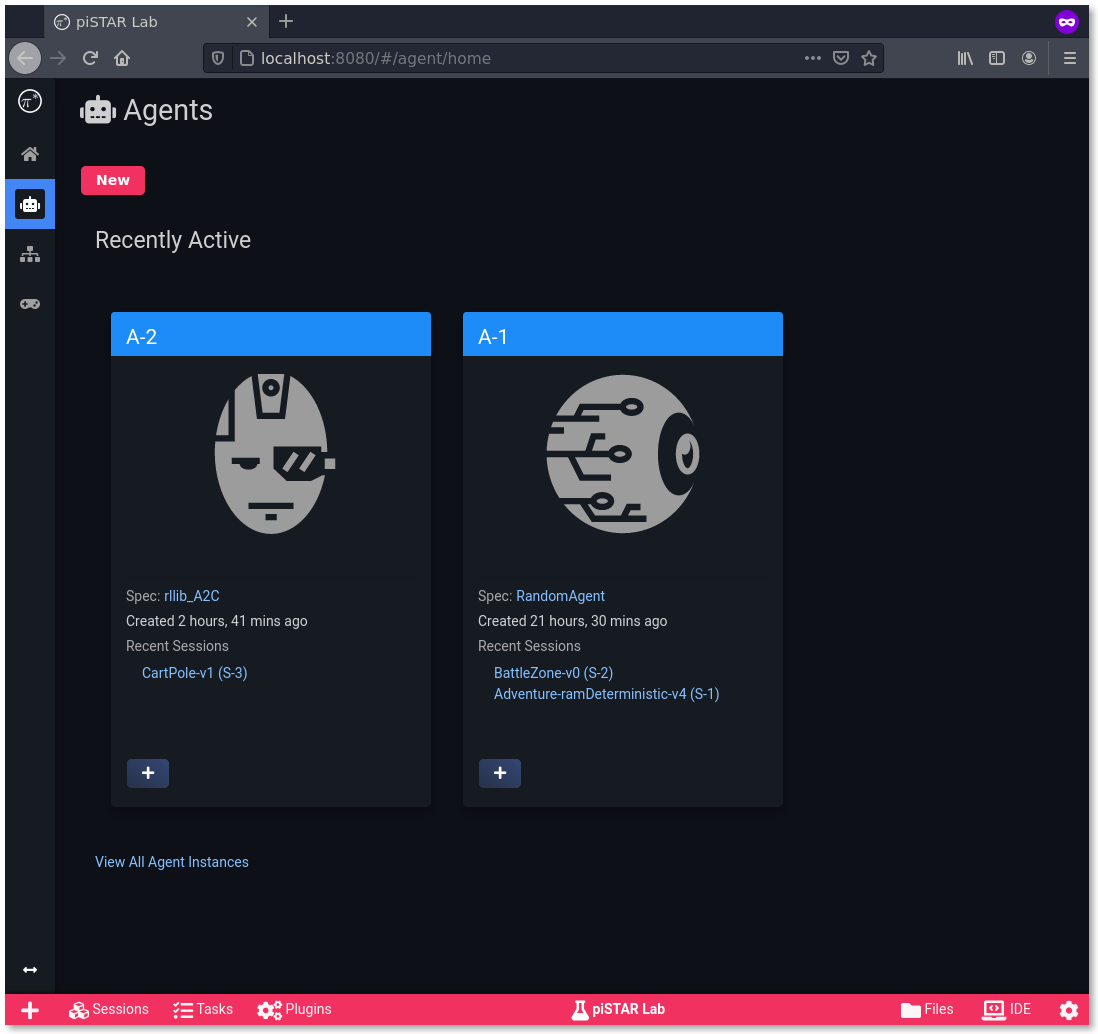 piSTAR Lab
localhost:8080/#/agent/home
Agents
New
Recently Active
A-2
Spec: rllib_A2C
Created 2 hours, 41 mins ago
Recent Sessions
CartPole-v1 (S-3)
A-1
Spec: RandomAgent
Created 21 hours, 30 mins ago
Recent Sessions
BattleZone-v0 (S-2)
Adventure-ramDeterministic-v4 (S-1)
View All Agent Instances
Sessions Tasks Plugins piSTAR Lab Files IDE